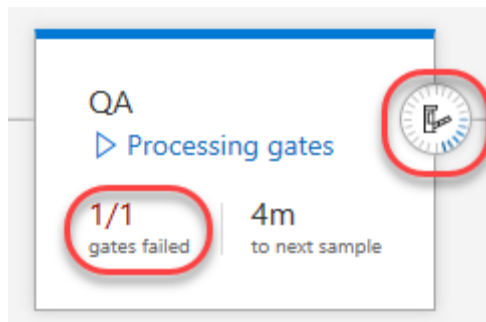 QA
Processing gates
1/1 4m
gates failed to next sample